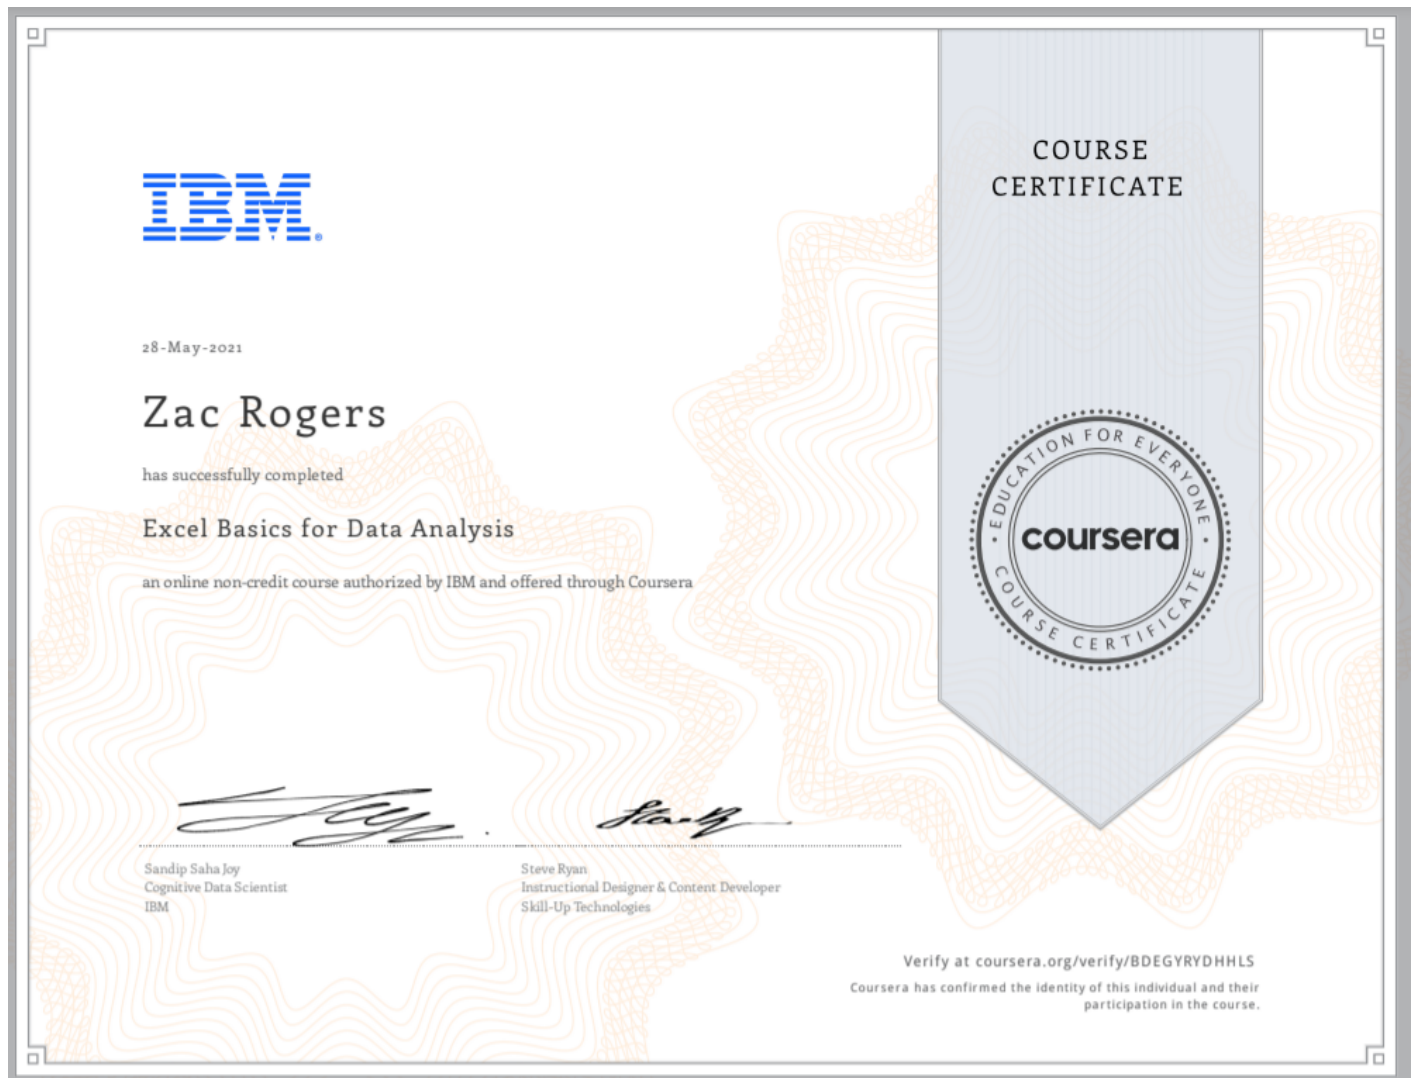 COURSE
CERTIFICATE
IBM®
28-May-2021
Zac Rogers
has successfully completed
Excel Basics for Data Analysis
an online non-credit course authorized by IBM and offered through Coursera
EDUCATION FOR EVERYONE
coursera
COURSE CERTIFICATE
Sandip Saha Joy
Cognitive Data Scientist
IBM
Steve Ryan
Instructional Designer & Content Developer
Skill-Up Technologies
Verify at coursera.org/verify/BDEGYRYDHHLS
Coursera has confirmed the identity of this individual and their
participation in the course.